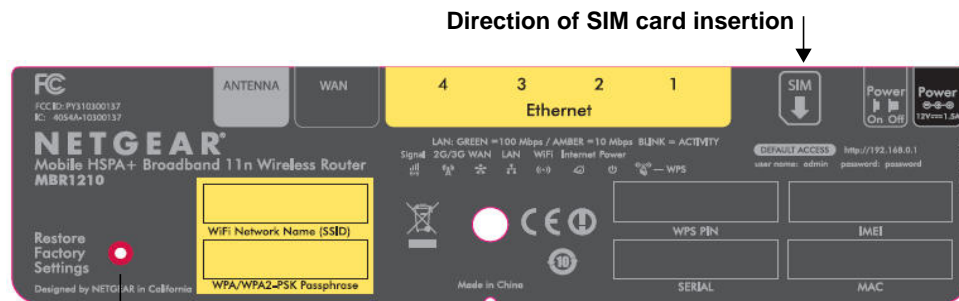 Direction of SIM card insertion
FC
FCC ID: PY310300137
IC: 4054A-10300137
ANTENNA
WAN
4 3 2 1
Ethernet
SIM
Power
On Off
Power
12V 1.5A
NETGEAR®
Mobile HSPA+ Broadband 11n Wireless Router
MBR1210
LAN: GREEN =100 Mbps / AMBER =10 Mbps BLINK = ACTIVITY
Signal 2G/3G WAN LAN WiFi Internet Power
WPS
DEFAULT ACCESS http://192.168.0.1
user name: admin password: password
WiFi Network Name (SSID)
WPA/WPA2-PSK Passphrase
Restore
Factory
Settings
Designed by NETGEAR in California
CE
10
Made in China
WPS PIN
IMEI
SERIAL
MAC